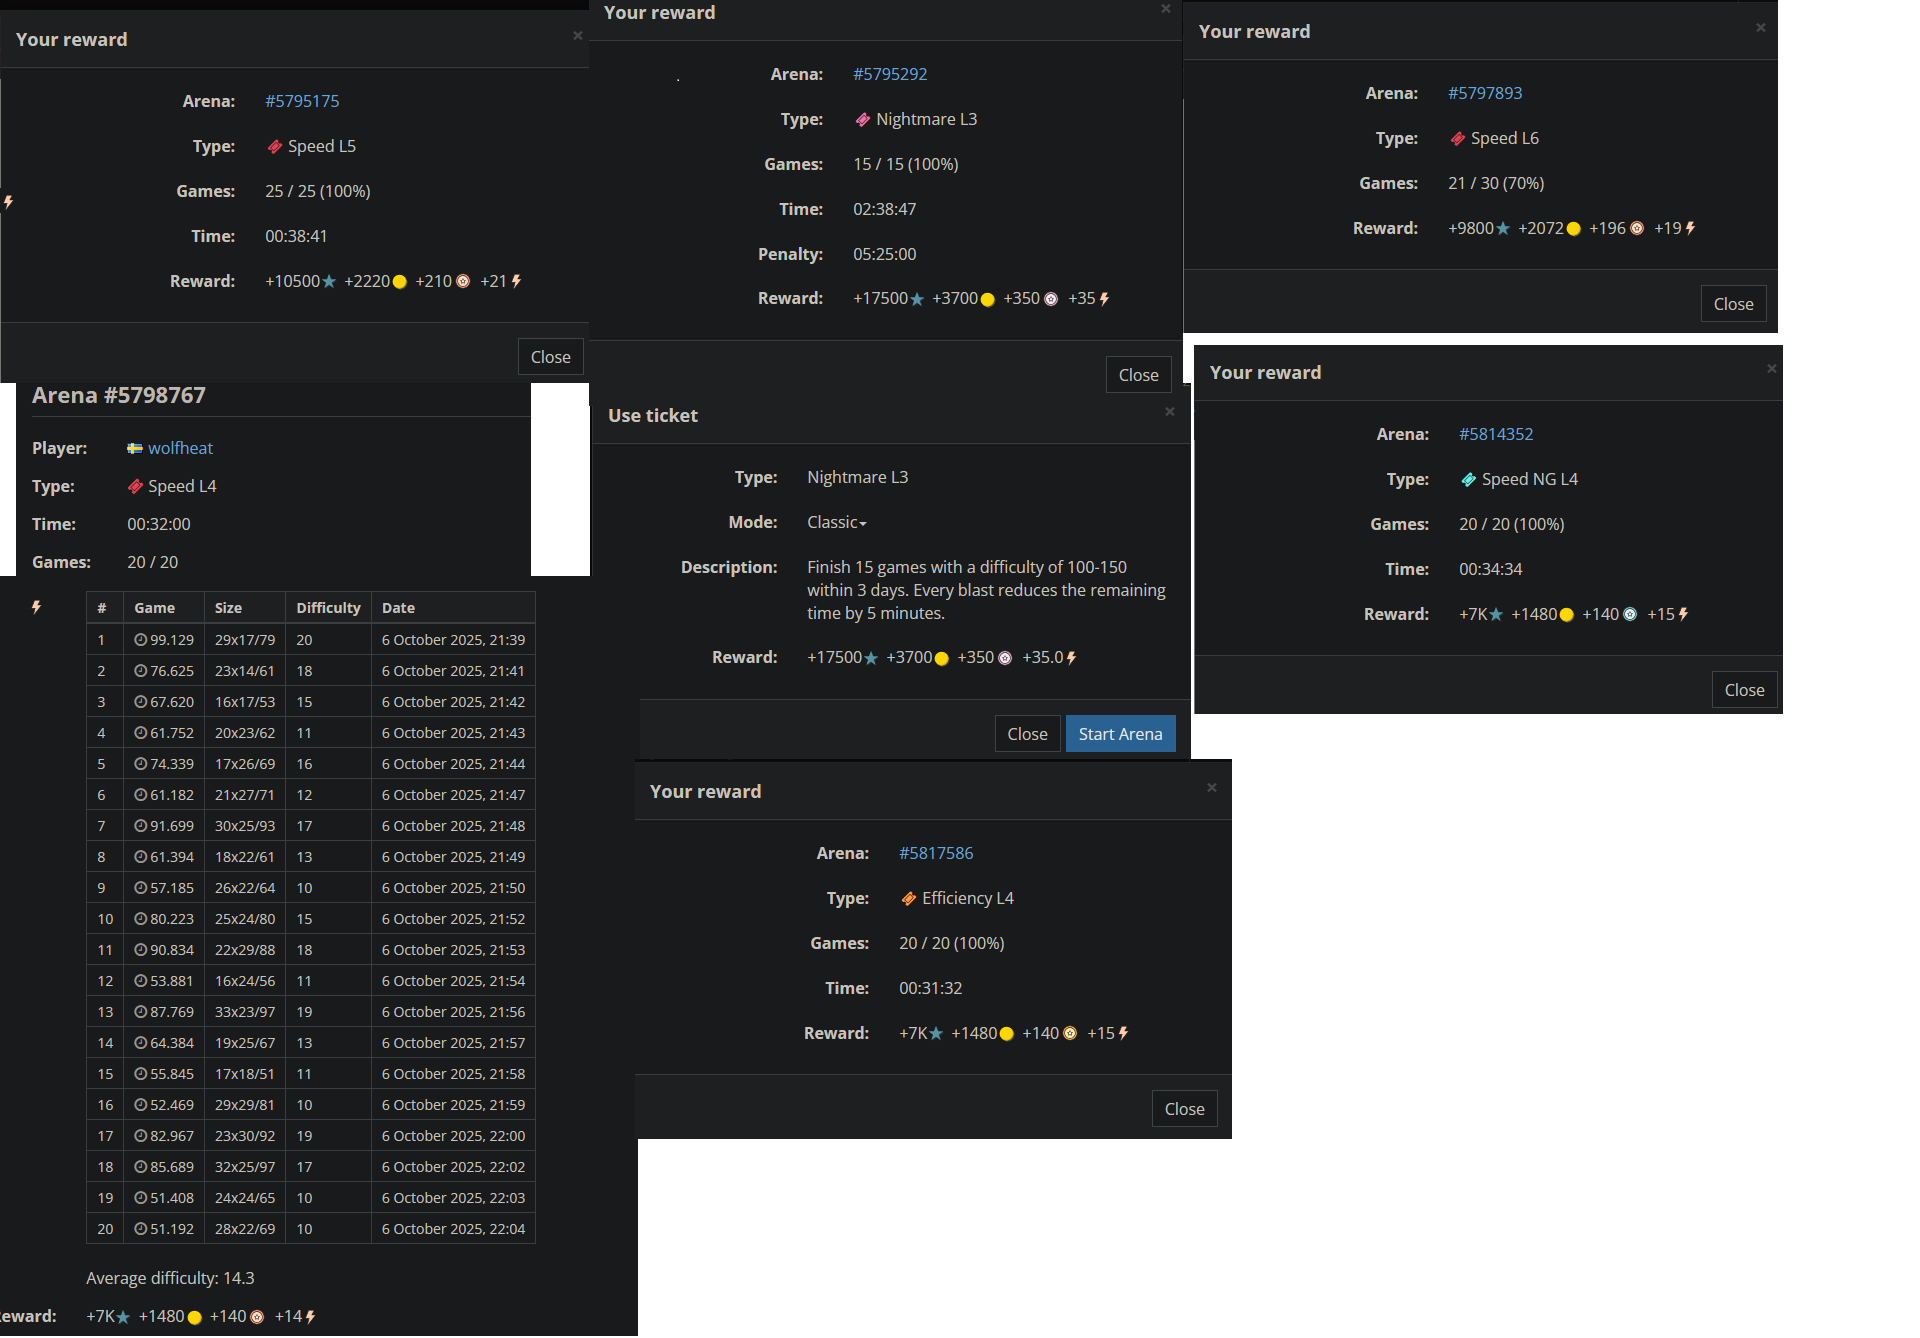 Your reward ×
Arena: #5795175
Type: Speed L5
Games: 25 / 25 (100%)
Time: 00:38:41
Reward: +10500 +2220 +210 +21
Close
Your reward ×
Arena: #5795292
Type: Nightmare L3
Games: 15 / 15 (100%)
Time: 02:38:47
Penalty: 05:25:00
Reward: +17500 +3700 +350 +35
Close
Your reward ×
Arena: #5797893
Type: Speed L6
Games: 21 / 30 (70%)
Reward: +9800 +2072 +196 +19
Close
Arena #5798767
Player: wolfheat
Type: Speed L4
Time: 00:32:00
Games: 20 / 20
# Game Size Difficulty Date
1 99.129 29x17/79 20 6 October 2025, 21:39
2 76.625 23x14/61 18 6 October 2025, 21:41
3 67.620 16x17/53 15 6 October 2025, 21:42
4 61.752 20x23/62 11 6 October 2025, 21:43
5 74.339 17x26/69 16 6 October 2025, 21:44
6 61.182 21x27/71 12 6 October 2025, 21:47
7 91.699 30x25/93 17 6 October 2025, 21:48
8 61.394 18x22/61 13 6 October 2025, 21:49
9 57.185 26x22/64 10 6 October 2025, 21:50
10 80.223 25x24/80 15 6 October 2025, 21:52
11 90.834 22x29/88 18 6 October 2025, 21:53
12 53.881 16x24/56 11 6 October 2025, 21:54
13 87.769 33x23/97 19 6 October 2025, 21:56
14 64.384 19x25/67 13 6 October 2025, 21:57
15 55.845 17x18/51 11 6 October 2025, 21:58
16 52.469 29x29/81 10 6 October 2025, 21:59
17 82.967 23x30/92 19 6 October 2025, 22:00
18 85.689 32x25/97 17 6 October 2025, 22:02
19 51.408 24x24/65 10 6 October 2025, 22:03
20 51.192 28x22/69 10 6 October 2025, 22:04
Average difficulty: 14.3
eward: +7K +1480 +140 +14
Use ticket ×
Type: Nightmare L3
Mode: Classic
Description: Finish 15 games with a difficulty of 100-150
within 3 days. Every blast reduces the remaining
time by 5 minutes.
Reward: +17500 +3700 +350 +35.0
Close Start Arena
Your reward ×
Arena: #5814352
Type: Speed NG L4
Games: 20 / 20 (100%)
Time: 00:34:34
Reward: +7K +1480 +140 +15
Close
Your reward ×
Arena: #5817586
Type: Efficiency L4
Games: 20 / 20 (100%)
Time: 00:31:32
Reward: +7K +1480 +140 +15
Close